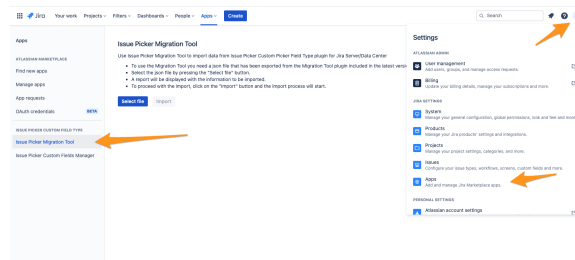 Jira Your work Projects Filters Dashboards People Apps Create Search
Apps
ATLASSIAN MARKETPLACE
Find new apps
Manage apps
App requests
OAuth credentials BETA
ISSUE PICKER CUSTOM FIELD TYPE
Issue Picker Migration Tool
Issue Picker Custom Fields Manager
Issue Picker Migration Tool
Use Issue Picker Migration Tool to import data from Issue Picker Custom Picker Field Type plugin for Jira Server/Data Center
To use the Migration Tool you need a json file that has been exported from the Migration Tool plugin included in the latest versi
Select the json file by pressing the "Select file" button.
A report will be displayed with the information to be imported.
To proceed with the import, click on the "Import" button and the import process will start.
Select file Import
Settings
ATLASSIAN ADMIN
User management
Add users, groups, and manage access requests.
Billing
Update your billing details, manage your subscriptions and more.
JIRA SETTINGS
System
Manage your general configuration, global permissions, look and feel and more
Products
Manage your Jira products' settings and integrations.
Projects
Manage your project settings, categories, and more.
Issues
Configure your issue types, workflows, screens, custom fields and more.
Apps
Add and manage Jira Marketplace apps.
PERSONAL SETTINGS
Atlassian account settings